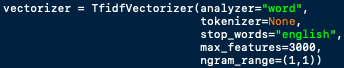 vectorizer = TfidfVectorizer(analyzer="word",
                             tokenizer=None,
                             stop_words="english",
                             max_features=3000,
                             ngram_range=(1,1))